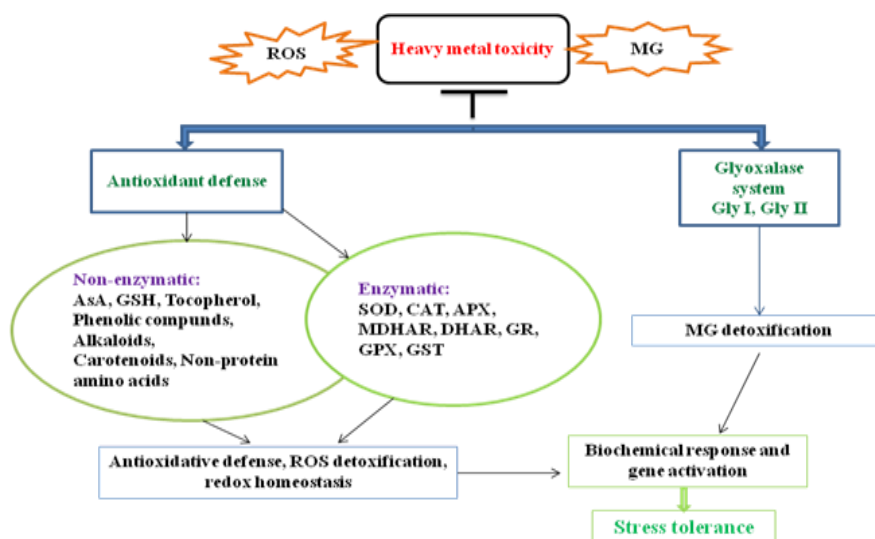 ROS
Heavy metal toxicity
MG
Antioxidant defense
Glyoxalase
system
Gly I, Gly II
Non-enzymatic:
AsA, GSH, Tocopherol,
Phenolic compunds,
Alkaloids,
Carotenoids, Non-protein
amino acids
Enzymatic:
SOD, CAT, APX,
MDHAR, DHAR, GR,
GPX, GST
MG detoxification
Antioxidative defense, ROS detoxification,
redox homeostasis
Biochemical response and
gene activation
Stress tolerance